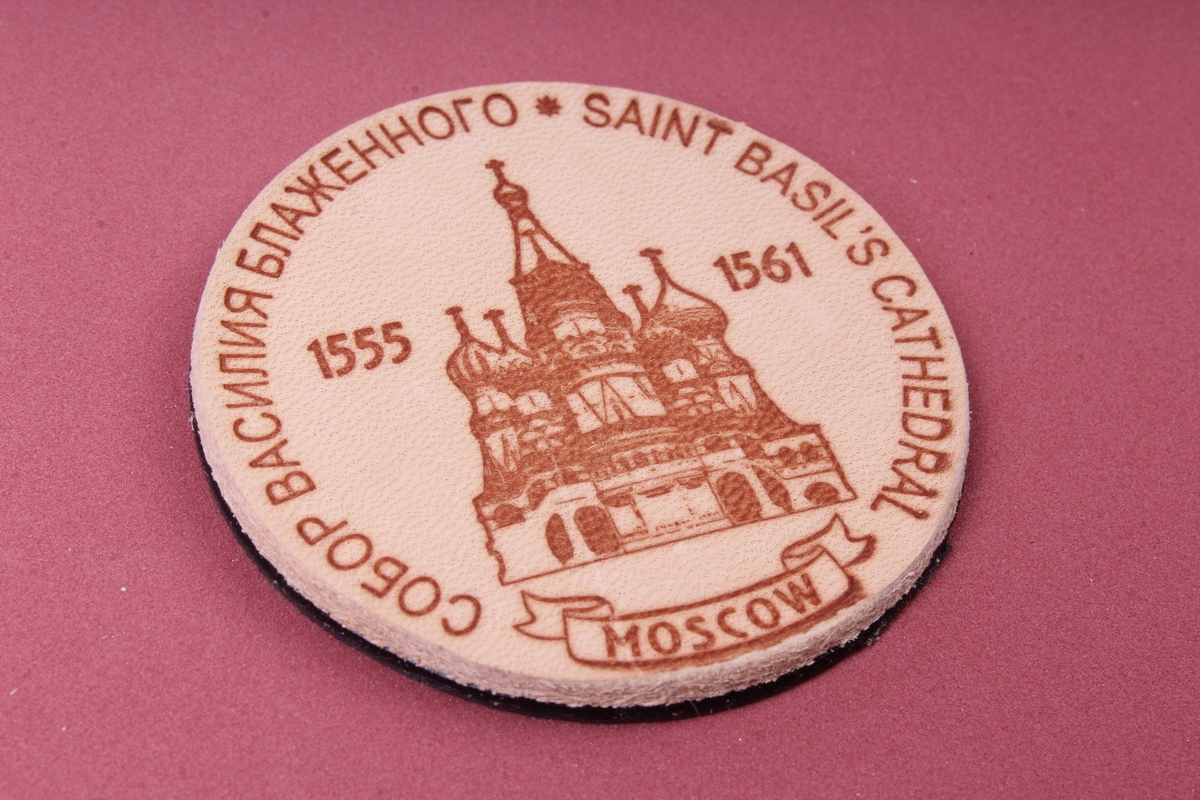 СОБОР ВАСИЛИЯ БЛАЖЕННОГО * SAINT BASIL'S CATHEDRAL
1555
1561
MOSCOW